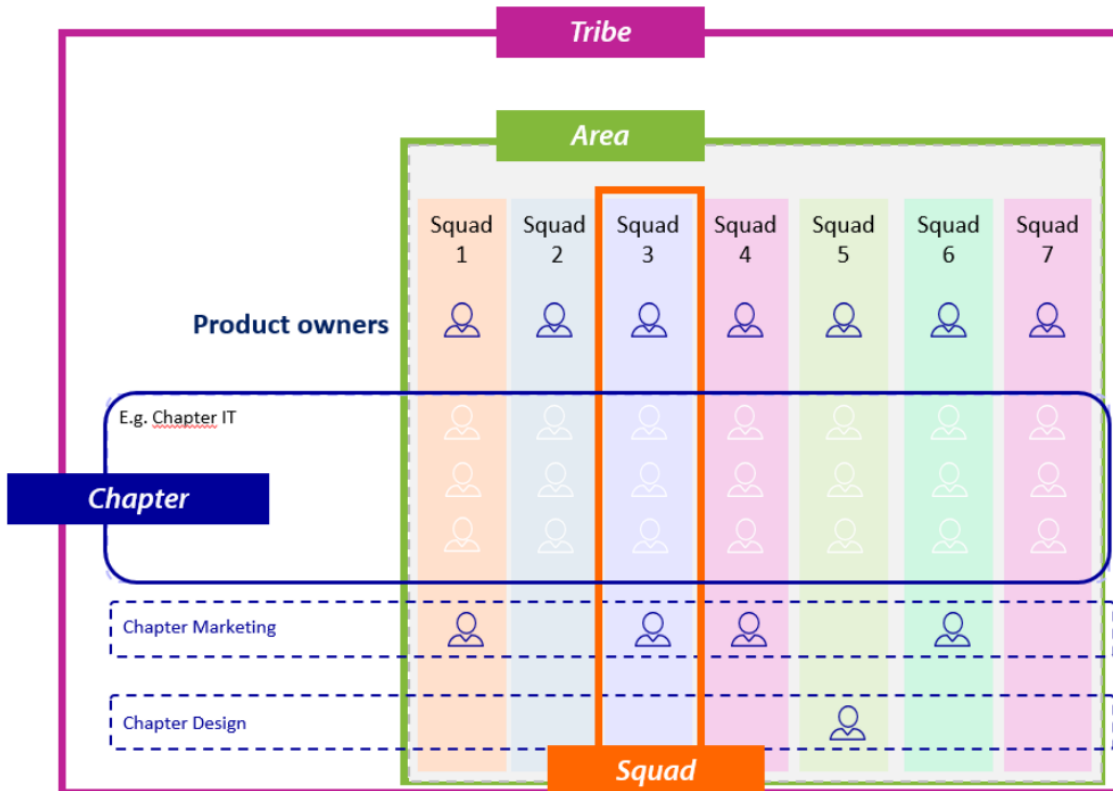 Tribe
Area
Squad
1
Squad
2
Squad
3
Squad
4
Squad
5
Squad
6
Squad
7
Product owners
E.g. Chapter IT
Chapter
Chapter Marketing
Chapter Design
Squad